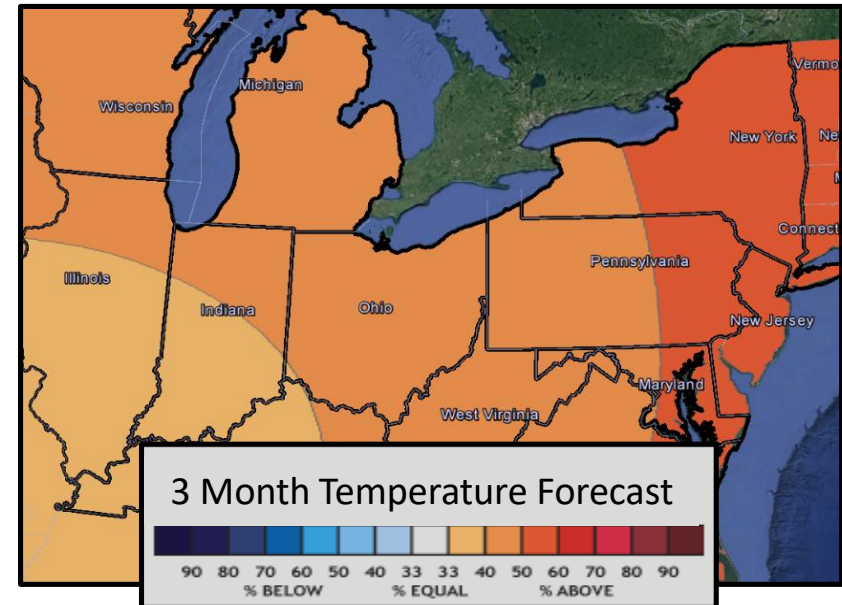 Vermo
Michigan
Wisconsin
New York
Ne
M
Connect
Pennsylvania
Illinois
Indiana
Ohio
New Jersey
Maryland
West Virginia
3 Month Temperature Forecast
90 80 70 60 50 40 33 33 40 50 60 70 80 90
% BELOW % EQUAL % ABOVE